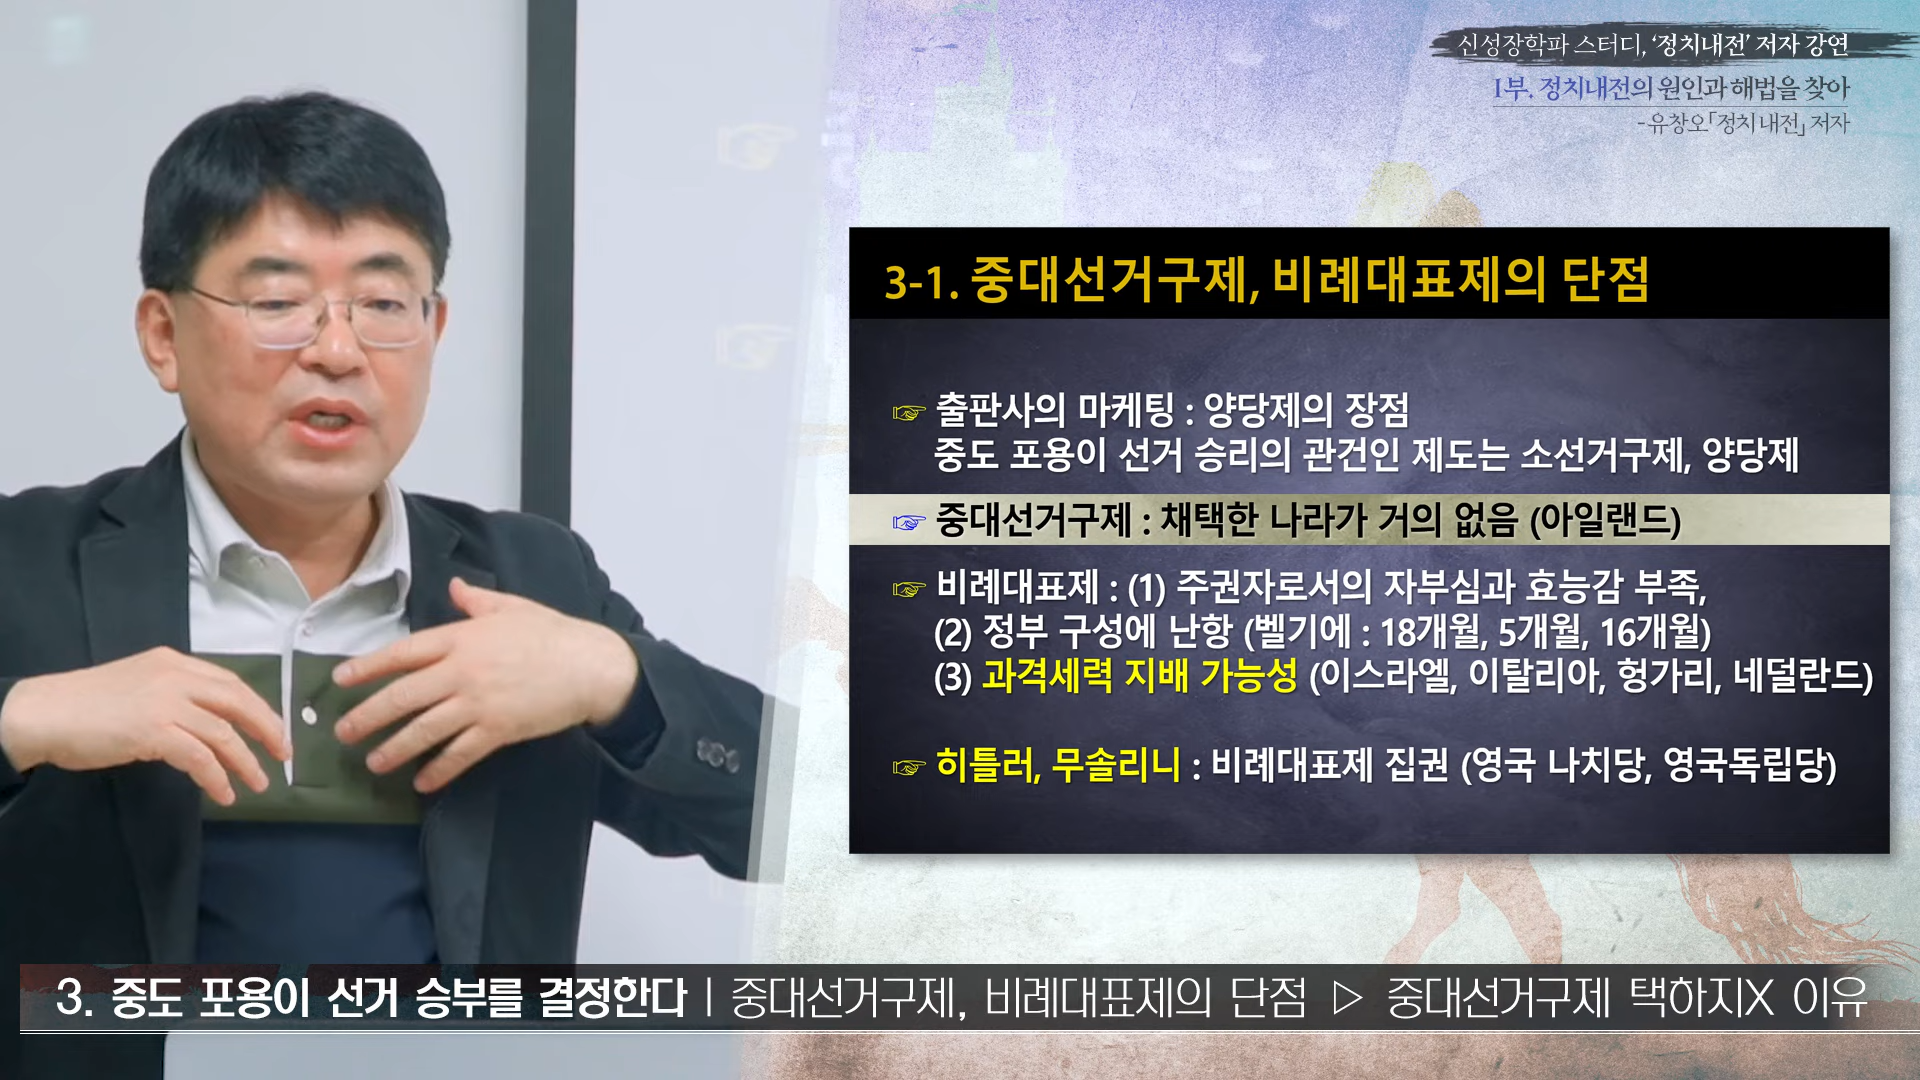 신성장학파 스터디, ‘정치내전’ 저자 강연
1부. 정치내전의 원인과 해법을 찾아
-유창오「정치내전」 저자
3-1. 중대선거구제, 비례대표제의 단점
☞ 출판사의 마케팅 : 양당제의 장점
중도 포용이 선거 승리의 관건인 제도는 소선거구제, 양당제
☞ 중대선거구제 : 채택한 나라가 거의 없음 (아일랜드)
☞ 비례대표제 : (1) 주권자로서의 자부심과 효능감 부족,
(2) 정부 구성에 난항 (벨기에 : 18개월, 5개월, 16개월)
(3) 과격세력 지배 가능성 (이스라엘, 이탈리아, 헝가리, 네덜란드)
☞ 히틀러, 무솔리니 : 비례대표제 집권 (영국 나치당, 영국독립당)
3. 중도 포용이 선거 승부를 결정한다 | 중대선거구제, 비례대표제의 단점 ▷ 중대선거구제 택하지X 이유